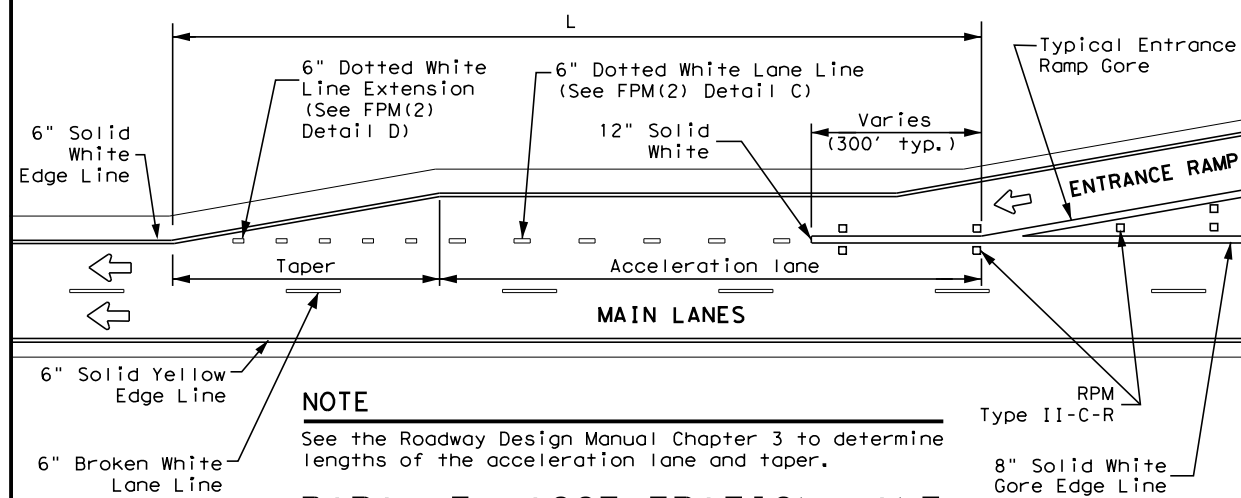 L
Typical Entrance
Ramp Gore
6" Dotted White
Line Extension
(See FPM(2)
Detail D)
6" Dotted White Lane Line
(See FPM(2) Detail C)
Varies
(300' typ.)
12" Solid
White
6" Solid
White
Edge Line
ENTRANCE RAMP
Taper
Acceleration lane
MAIN LANES
6" Solid Yellow
Edge Line
RPM
Type II-C-R
NOTE
See the Roadway Design Manual Chapter 3 to determine
lengths of the acceleration lane and taper.
6" Broken White
Lane Line
8" Solid White
Gore Edge Line